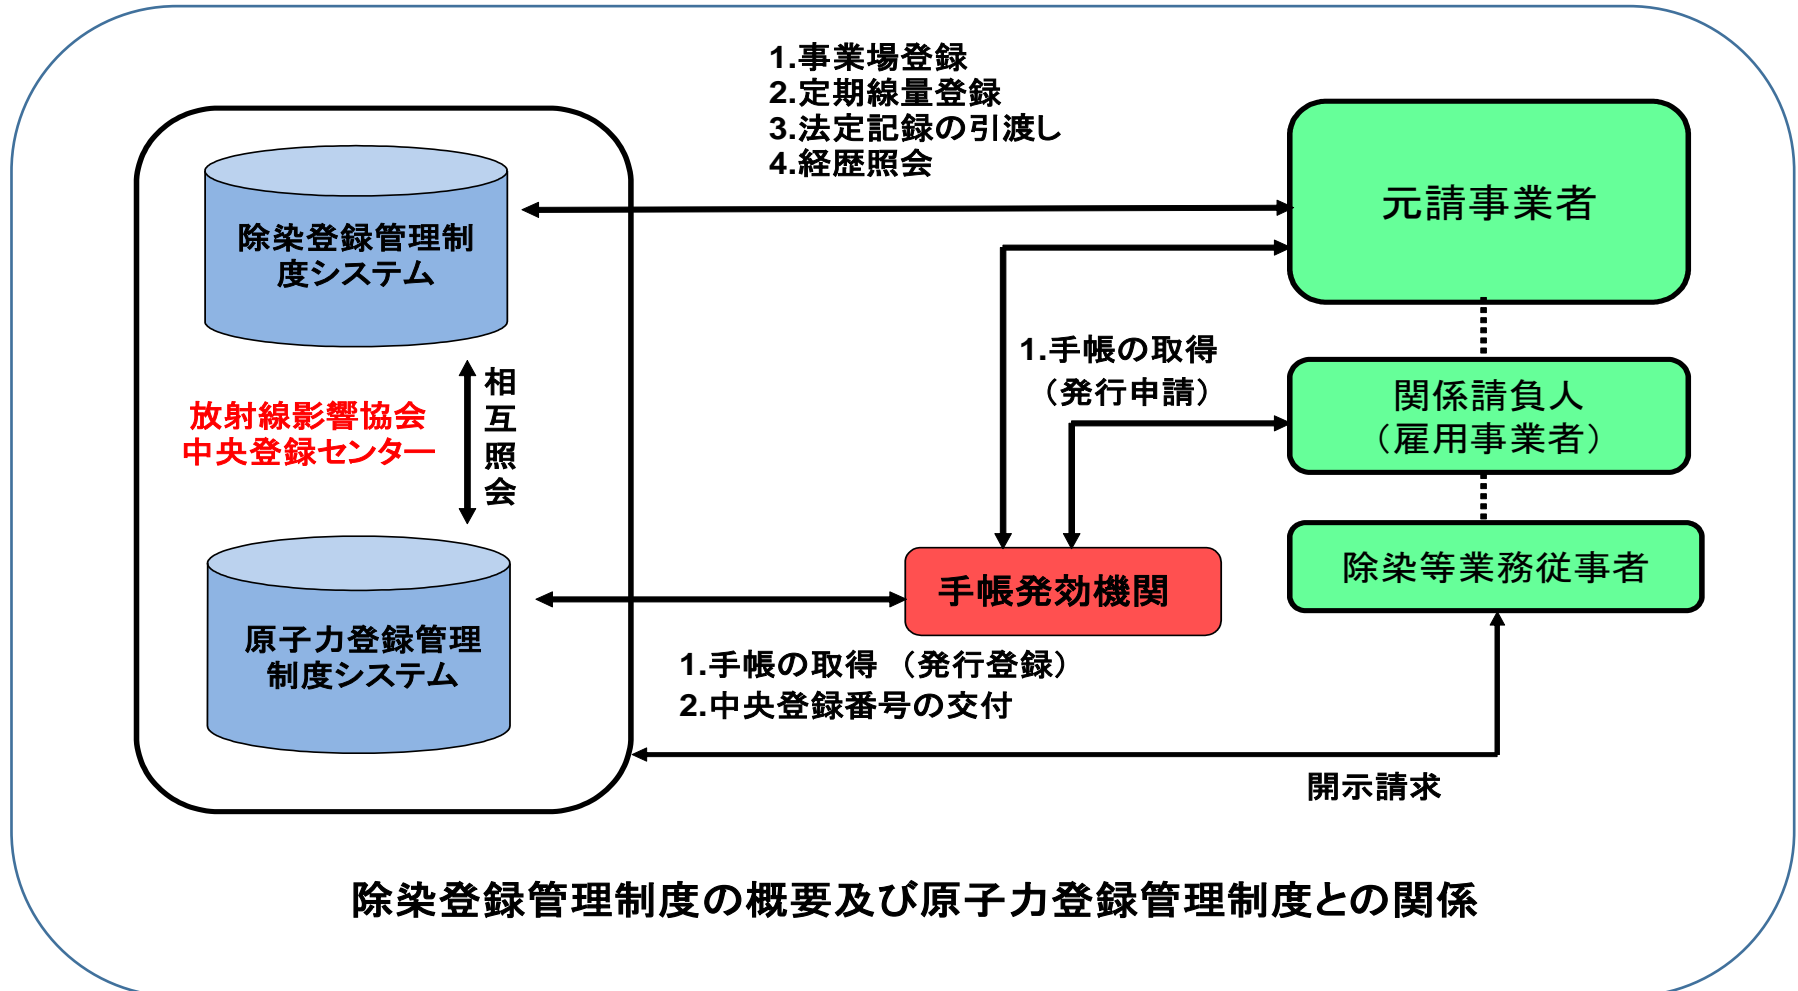 1.事業場登録
2.定期線量登録
3.法定記録の引渡し
4.経歴照会
元請事業者
除染登録管理制
度システム
1.手帳の取得
（発行申請）
関係請負人
（雇用事業者）
相
互
照
会
放射線影響協会
中央登録センター
除染等業務従事者
手帳発効機関
原子力登録管理
制度システム
1.手帳の取得 （発行登録）
2.中央登録番号の交付
開示請求
除染登録管理制度の概要及び原子力登録管理制度との関係